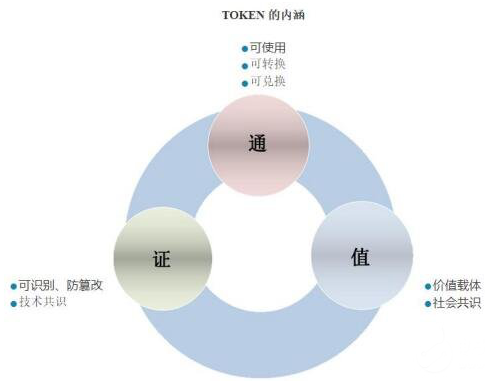 TOKEN 的内涵
●可使用
●可转换
●可兑换
通
证
值
●可识别、防篡改
●技术共识
●价值载体
●社会共识